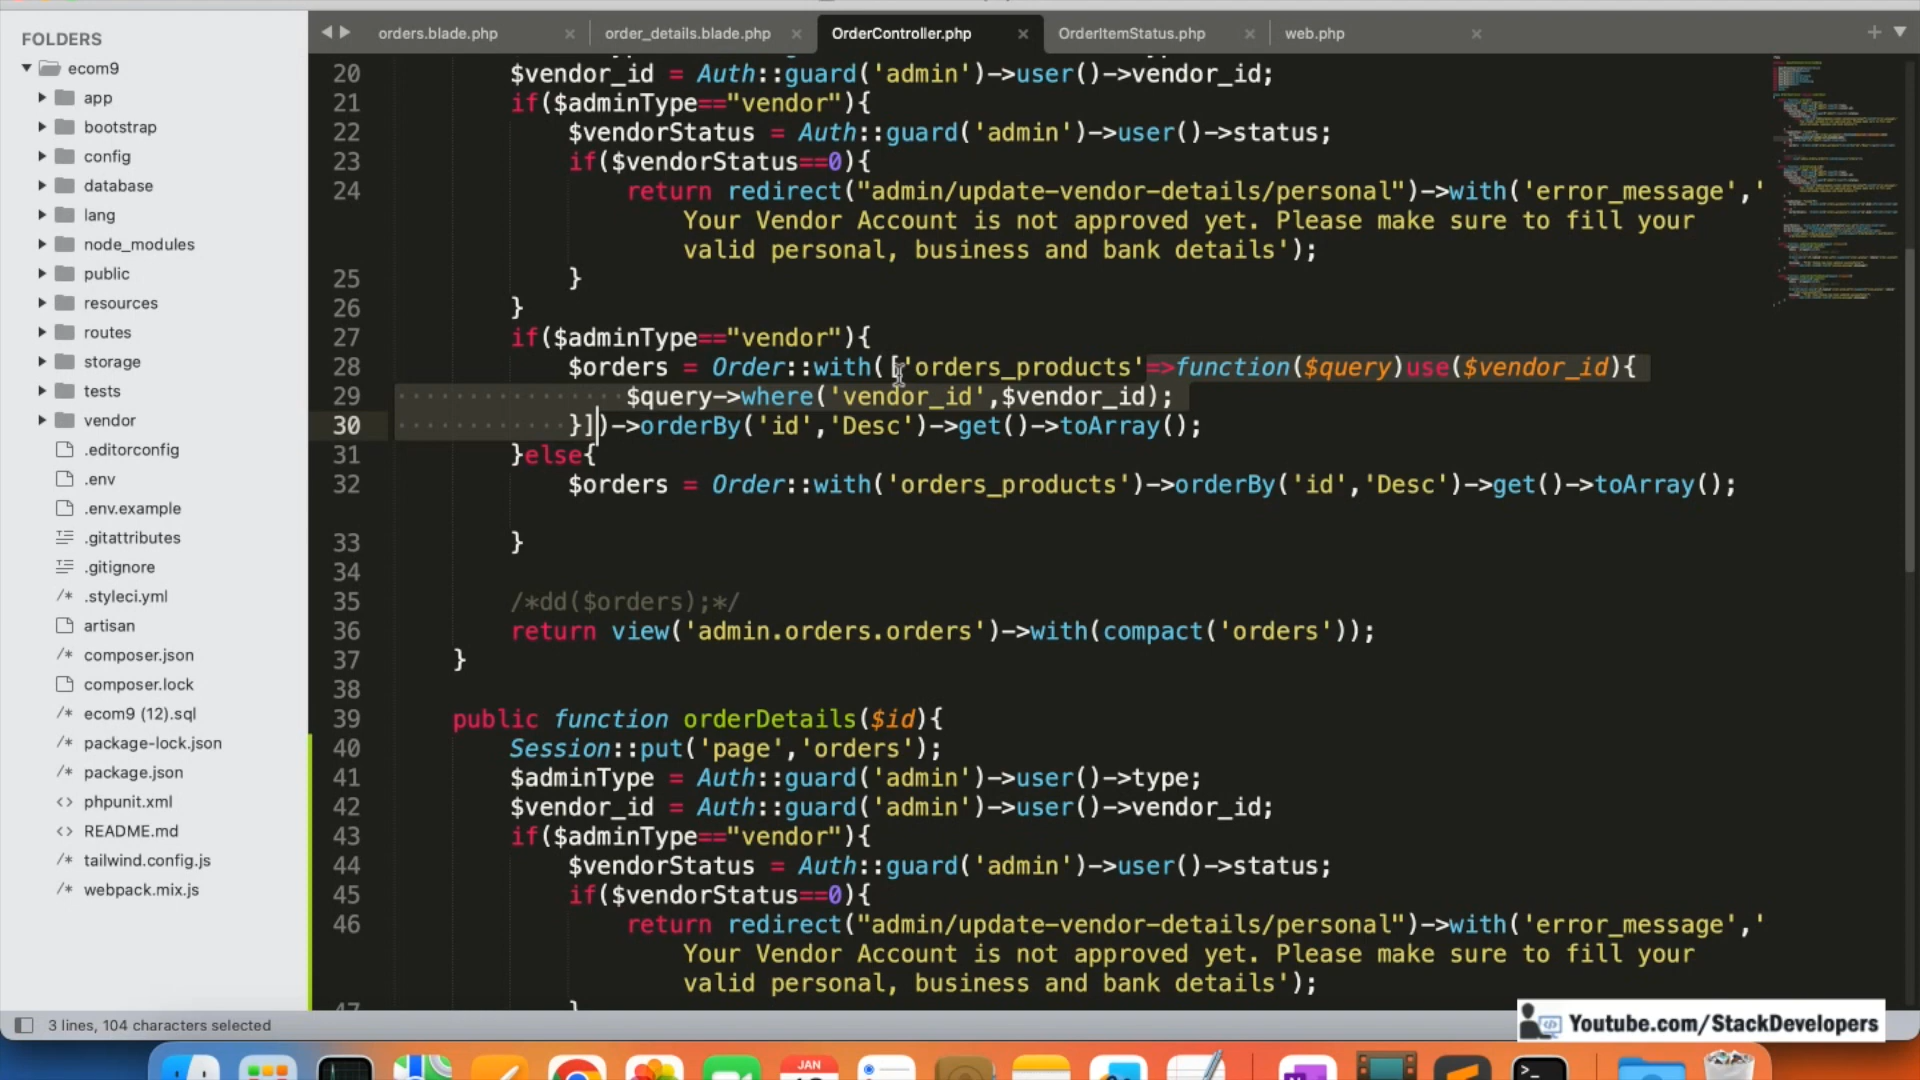 FOLDERS
ecom9
app
bootstrap
config
database
lang
node_modules
public
resources
routes
storage
tests
vendor
.editorconfig
.env
.env.example
.gitattributes
.gitignore
.styleci.yml
artisan
composer.json
composer.lock
ecom9 (12).sql
package-lock.json
package.json
phpunit.xml
README.md
tailwind.config.js
webpack.mix.js
orders.blade.php
order_details.blade.php
OrderController.php
OrderItemStatus.php
web.php
20 $vendor_id = Auth::guard('admin')->user()->vendor_id;
21 if($adminType=="vendor"){
22 $vendorStatus = Auth::guard('admin')->user()->status;
23 if($vendorStatus==0){
24 return redirect("admin/update-vendor-details/personal")->with('error_message','
Your Vendor Account is not approved yet. Please make sure to fill your
valid personal, business and bank details');
25 }
26 }
27 if($adminType=="vendor"){
28 $orders = Order::with(['orders_products'=>function($query)use($vendor_id){
29 $query->where('vendor_id',$vendor_id);
30 }])->orderBy('id','Desc')->get()->toArray();
31 }else{
32 $orders = Order::with('orders_products')->orderBy('id','Desc')->get()->toArray();
33 }
34
35 /*dd($orders);*/
36 return view('admin.orders.orders')->with(compact('orders'));
37 }
38
39 public function orderDetails($id){
40 Session::put('page','orders');
41 $adminType = Auth::guard('admin')->user()->type;
42 $vendor_id = Auth::guard('admin')->user()->vendor_id;
43 if($adminType=="vendor"){
44 $vendorStatus = Auth::guard('admin')->user()->status;
45 if($vendorStatus==0){
46 return redirect("admin/update-vendor-details/personal")->with('error_message','
Your Vendor Account is not approved yet. Please make sure to fill your
valid personal, business and bank details');
47 }
3 lines, 104 characters selected
Youtube.com/StackDevelopers
JAN